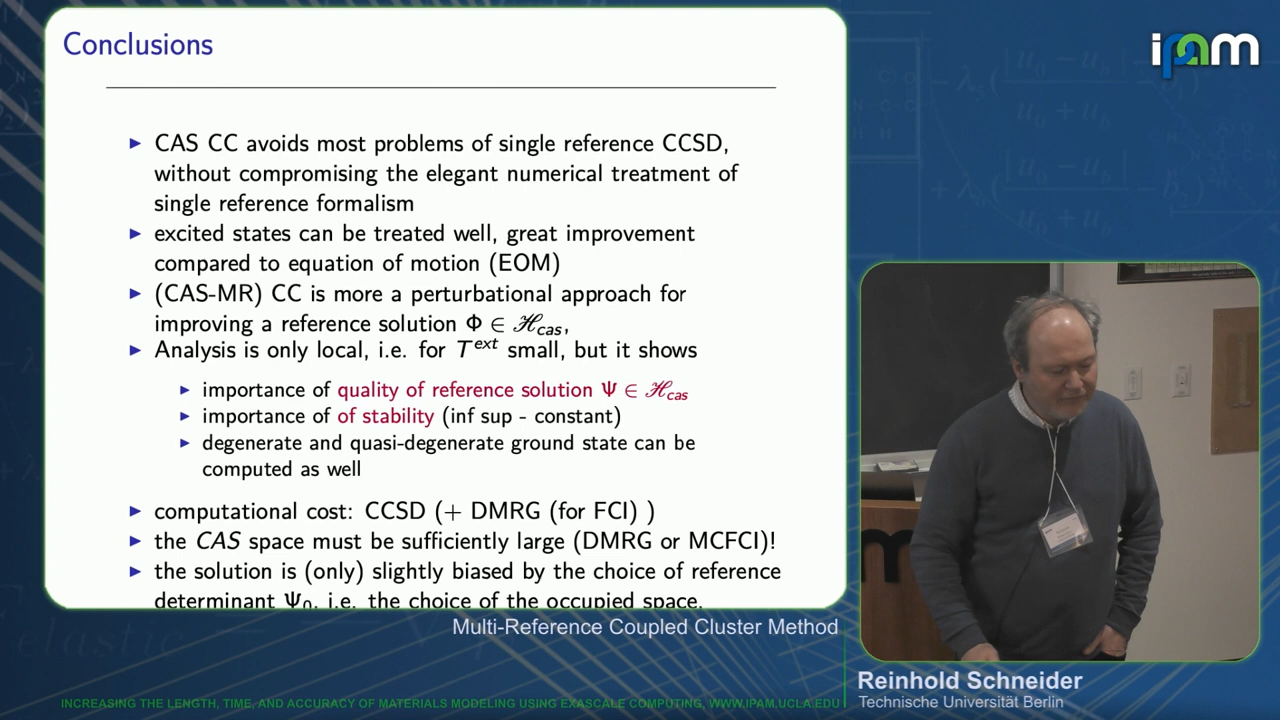 Conclusions
ipam
▶ CAS CC avoids most problems of single reference CCSD,
without compromising the elegant numerical treatment of
single reference formalism
▶ excited states can be treated well, great improvement
compared to equation of motion (EOM)
▶ (CAS-MR) CC is more a perturbational approach for
improving a reference solution Φ ∈ ℋcas,
▶ Analysis is only local, i.e. for T^ext small, but it shows
▶ importance of quality of reference solution Ψ ∈ ℋcas
▶ importance of of stability (inf sup - constant)
▶ degenerate and quasi-degenerate ground state can be
computed as well
▶ computational cost: CCSD (+ DMRG (for FCI) )
▶ the CAS space must be sufficiently large (DMRG or MCFCI)!
▶ the solution is (only) slightly biased by the choice of reference
determinant Ψ₀, i.e. the choice of the occupied space.
Multi-Reference Coupled Cluster Method
Reinhold Schneider
Technische Universität Berlin
INCREASING THE LENGTH, TIME, AND ACCURACY OF MATERIALS MODELING USING EXASCALE COMPUTING, WWW.IPAM.UCLA.EDU